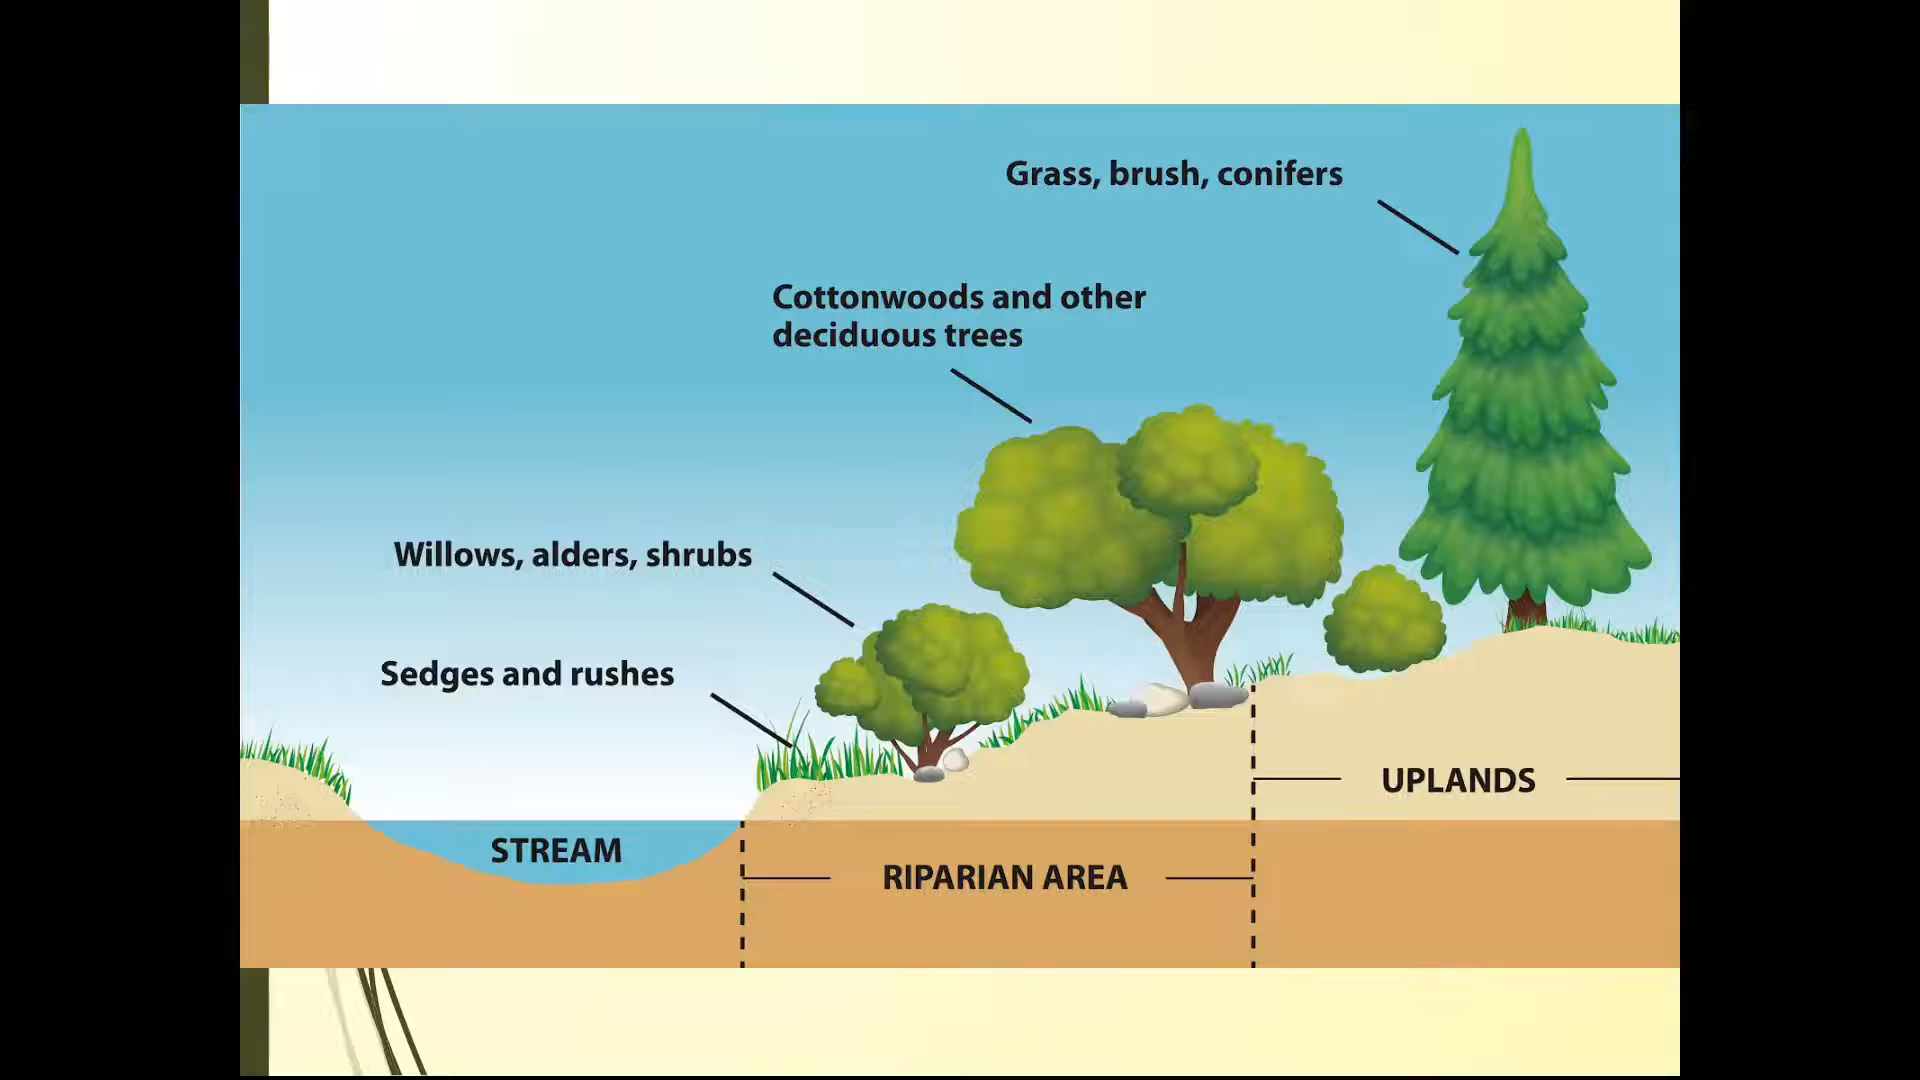 Grass, brush, conifers
Cottonwoods and other
deciduous trees
Willows, alders, shrubs
Sedges and rushes
UPLANDS
STREAM
RIPARIAN AREA